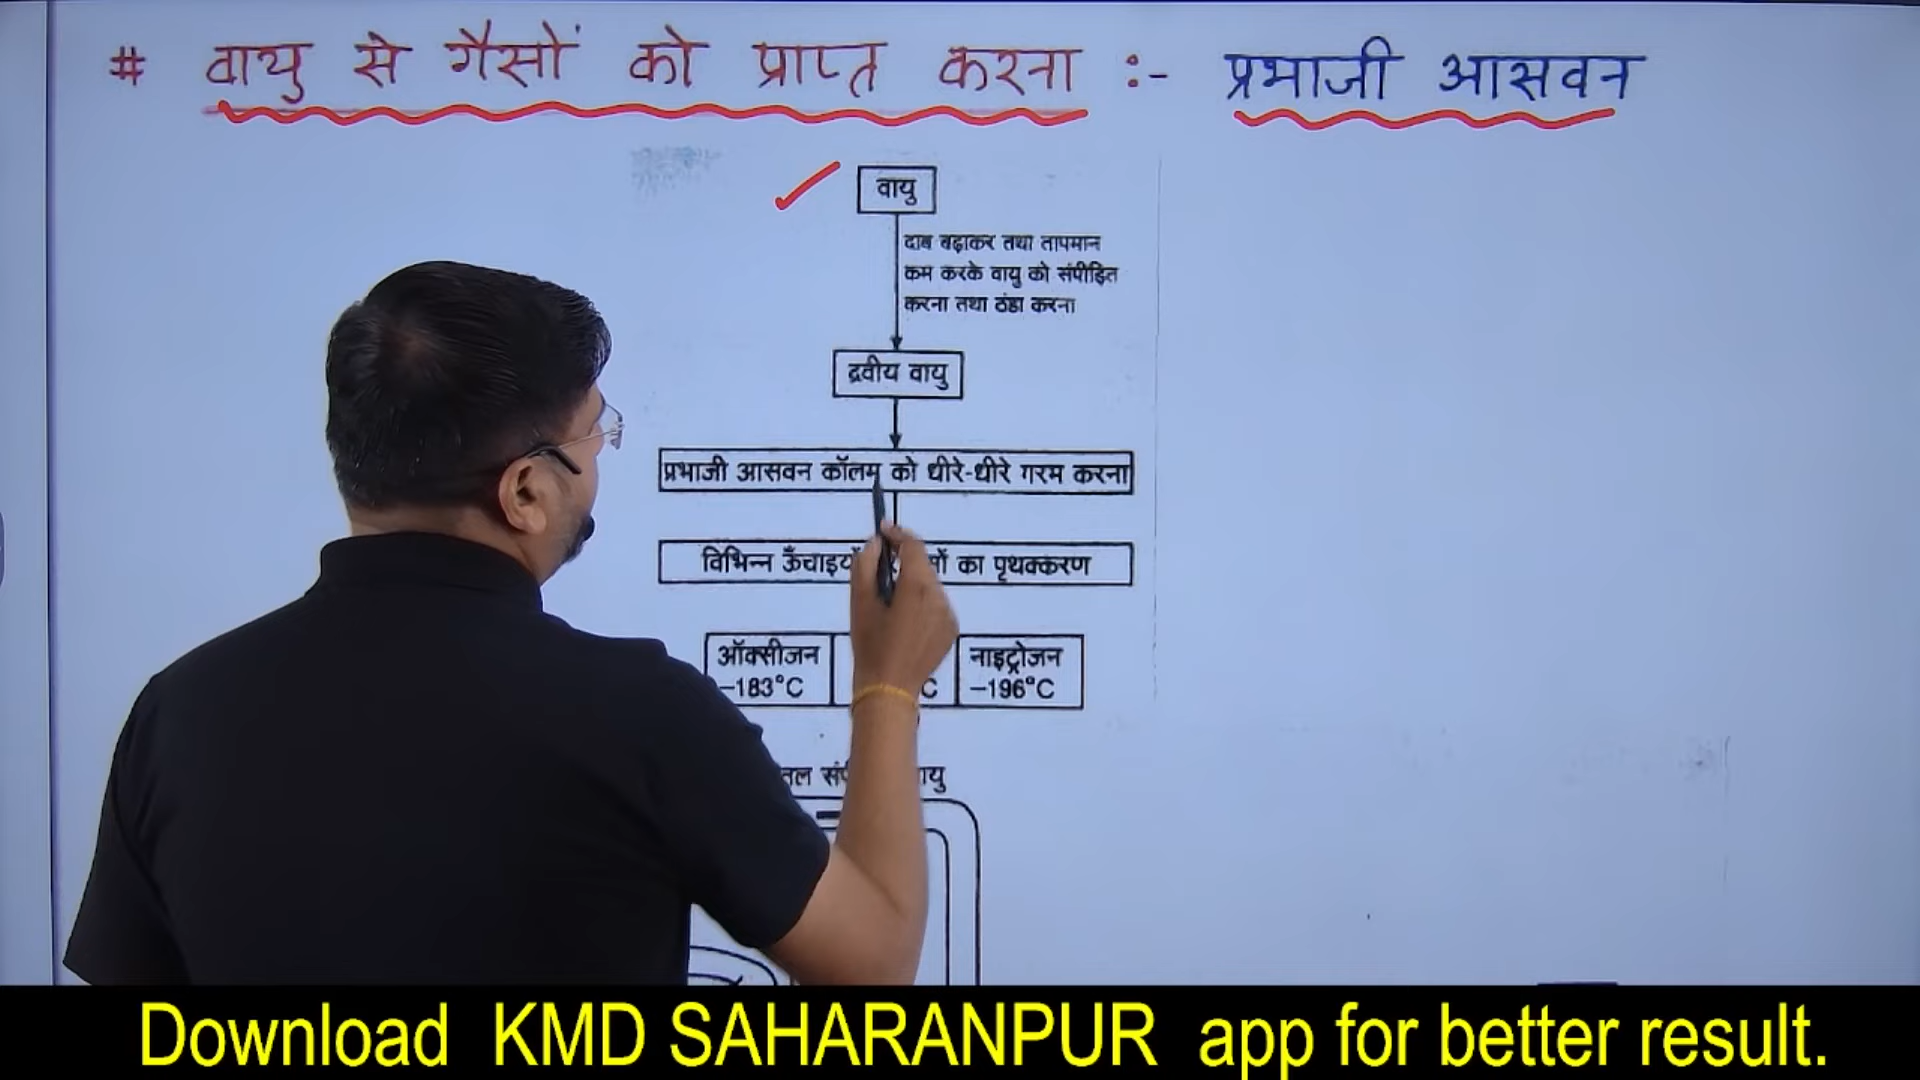 # वायु से गैसों को प्राप्त करना :- प्रभाजी आसवन
वायु
दाब बढ़ाकर तथा तापमान
कम करके वायु को संपीड़ित
करना तथा ठंडा करना
द्रवीय वायु
प्रभाजी आसवन कॉलम को धीरे-धीरे गरम करना
विभिन्न का पृथक्करण
ऑक्सीजन
नाइट्रोजन
–183°C
–196°C
Download KMD SAHARANPUR app for better result.